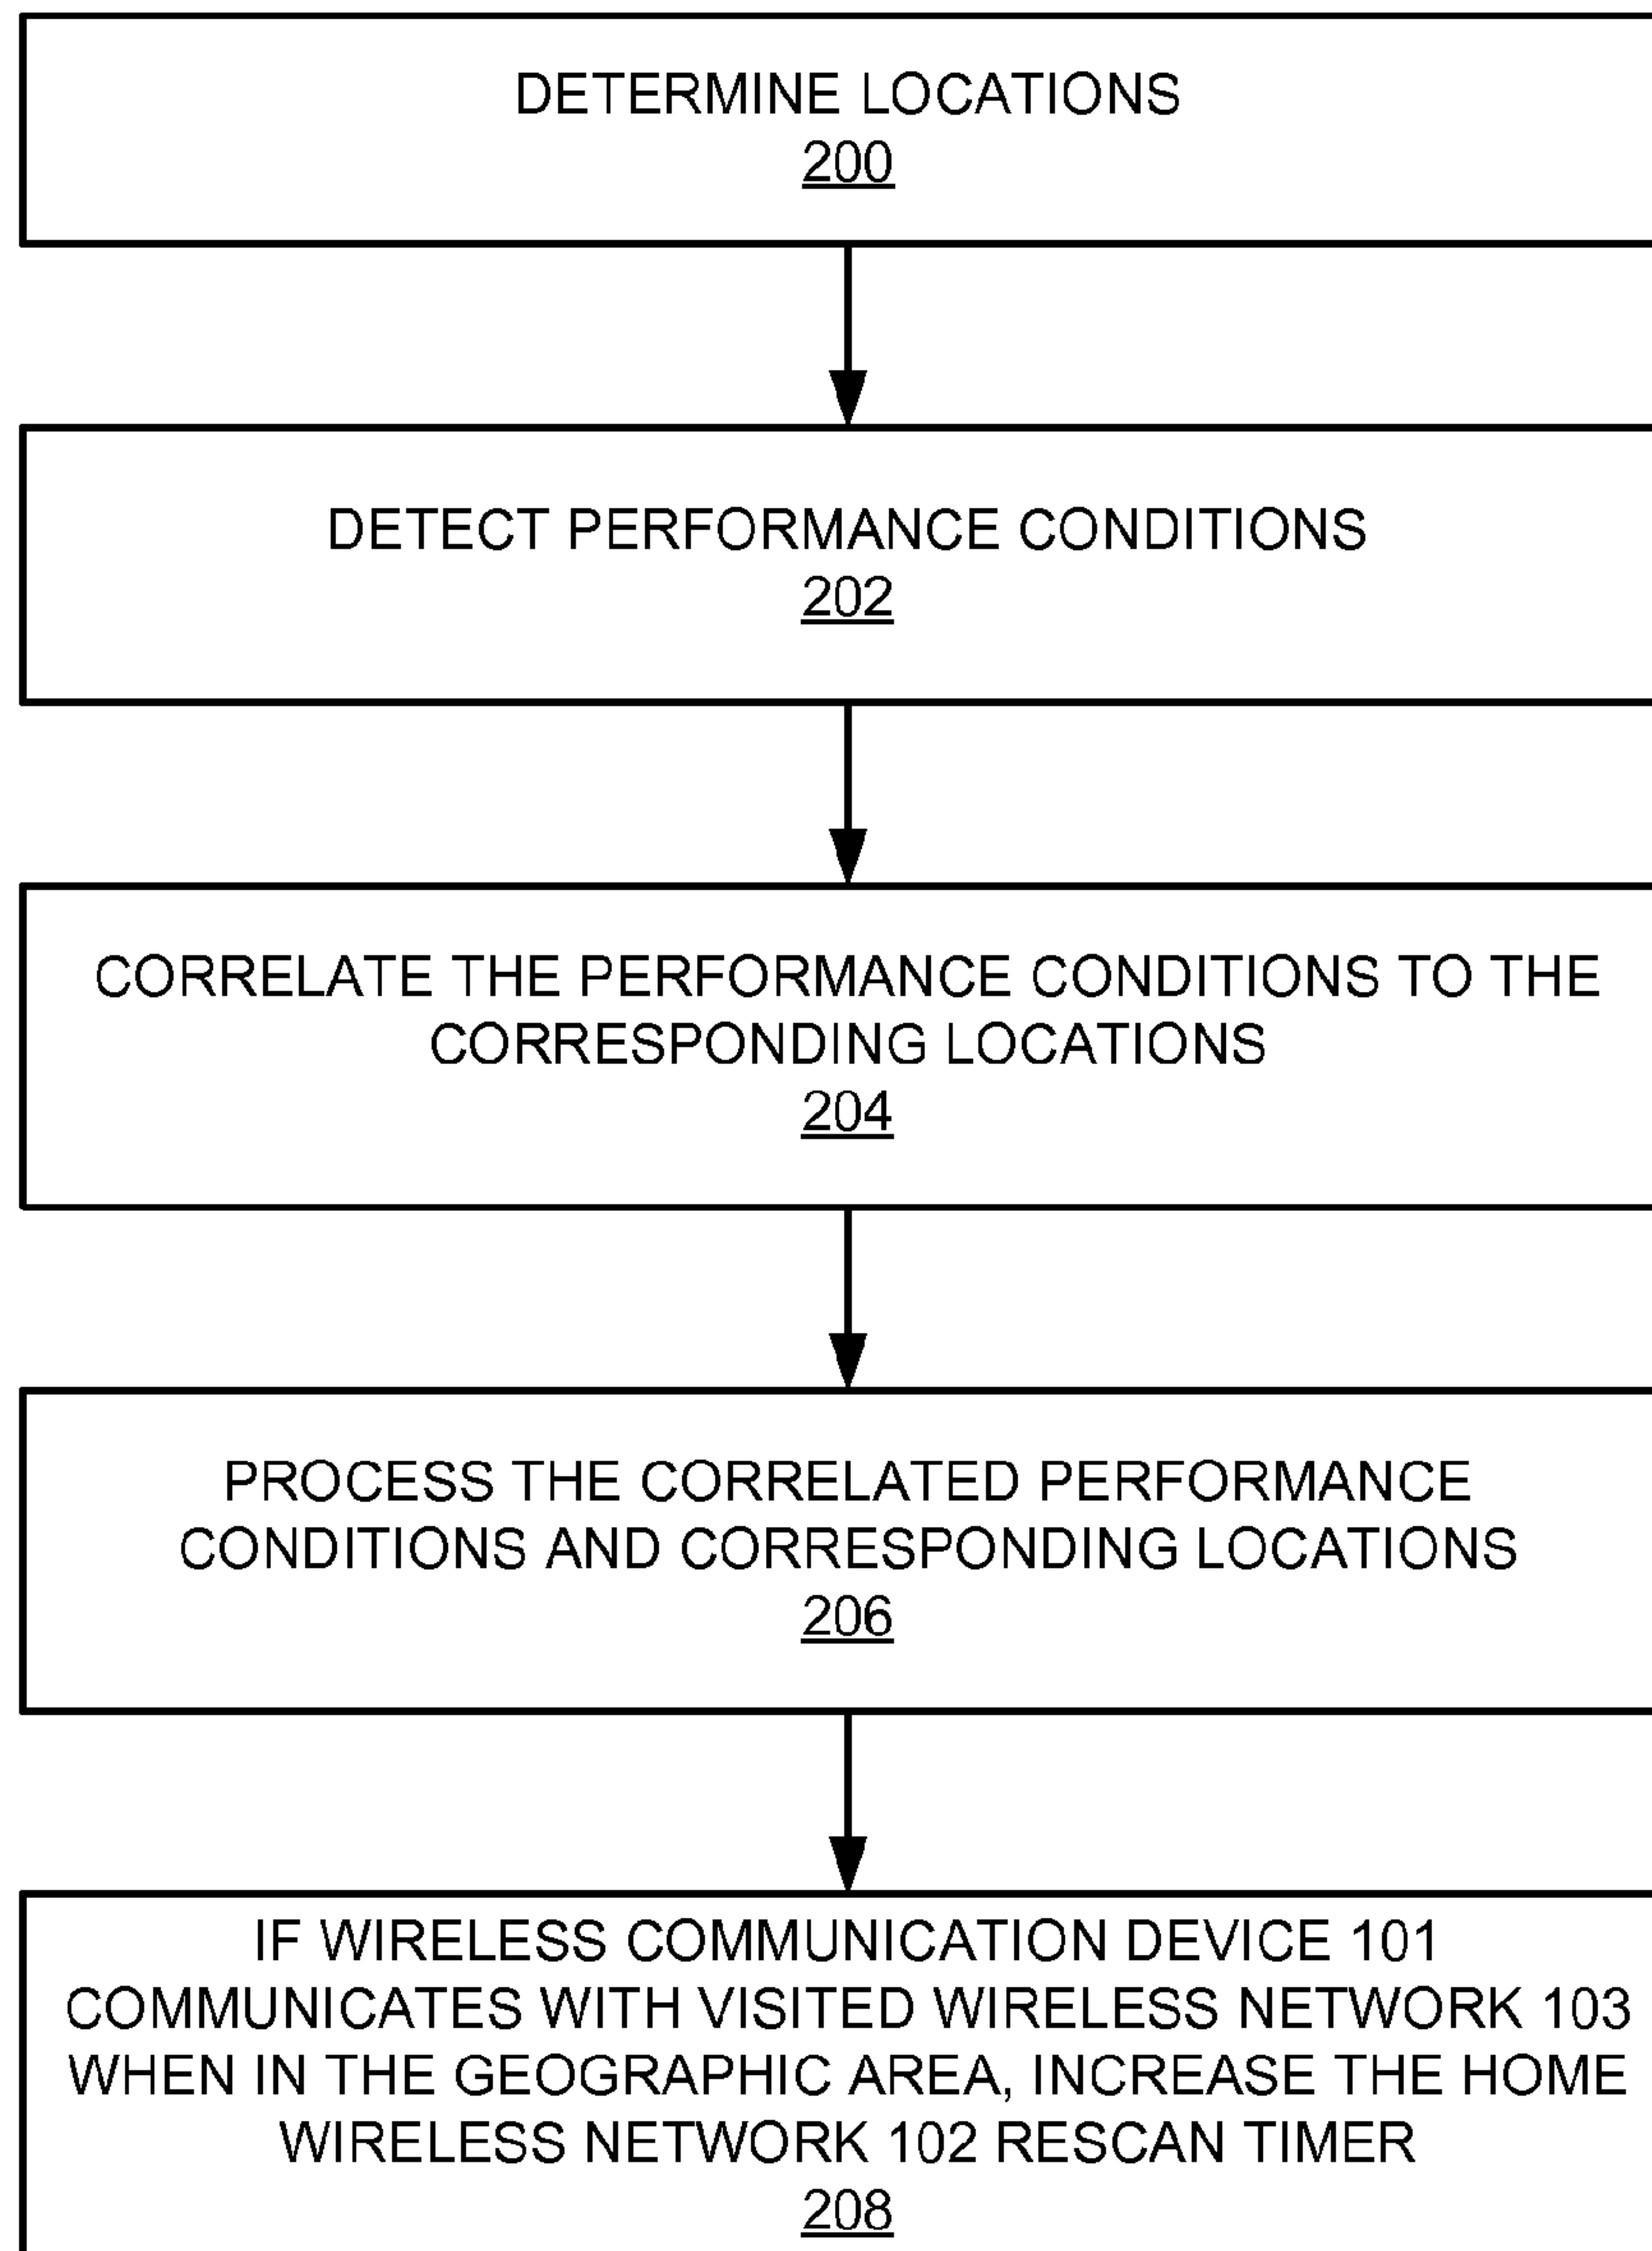 DETERMINE LOCATIONS
200
DETECT PERFORMANCE CONDITIONS
202
CORRELATE THE PERFORMANCE CONDITIONS TO THE
CORRESPONDING LOCATIONS
204
PROCESS THE CORRELATED PERFORMANCE
CONDITIONS AND CORRESPONDING LOCATIONS
206
IF WIRELESS COMMUNICATION DEVICE 101
COMMUNICATES WITH VISITED WIRELESS NETWORK 103
WHEN IN THE GEOGRAPHIC AREA, INCREASE THE HOME
WIRELESS NETWORK 102 RESCAN TIMER
208